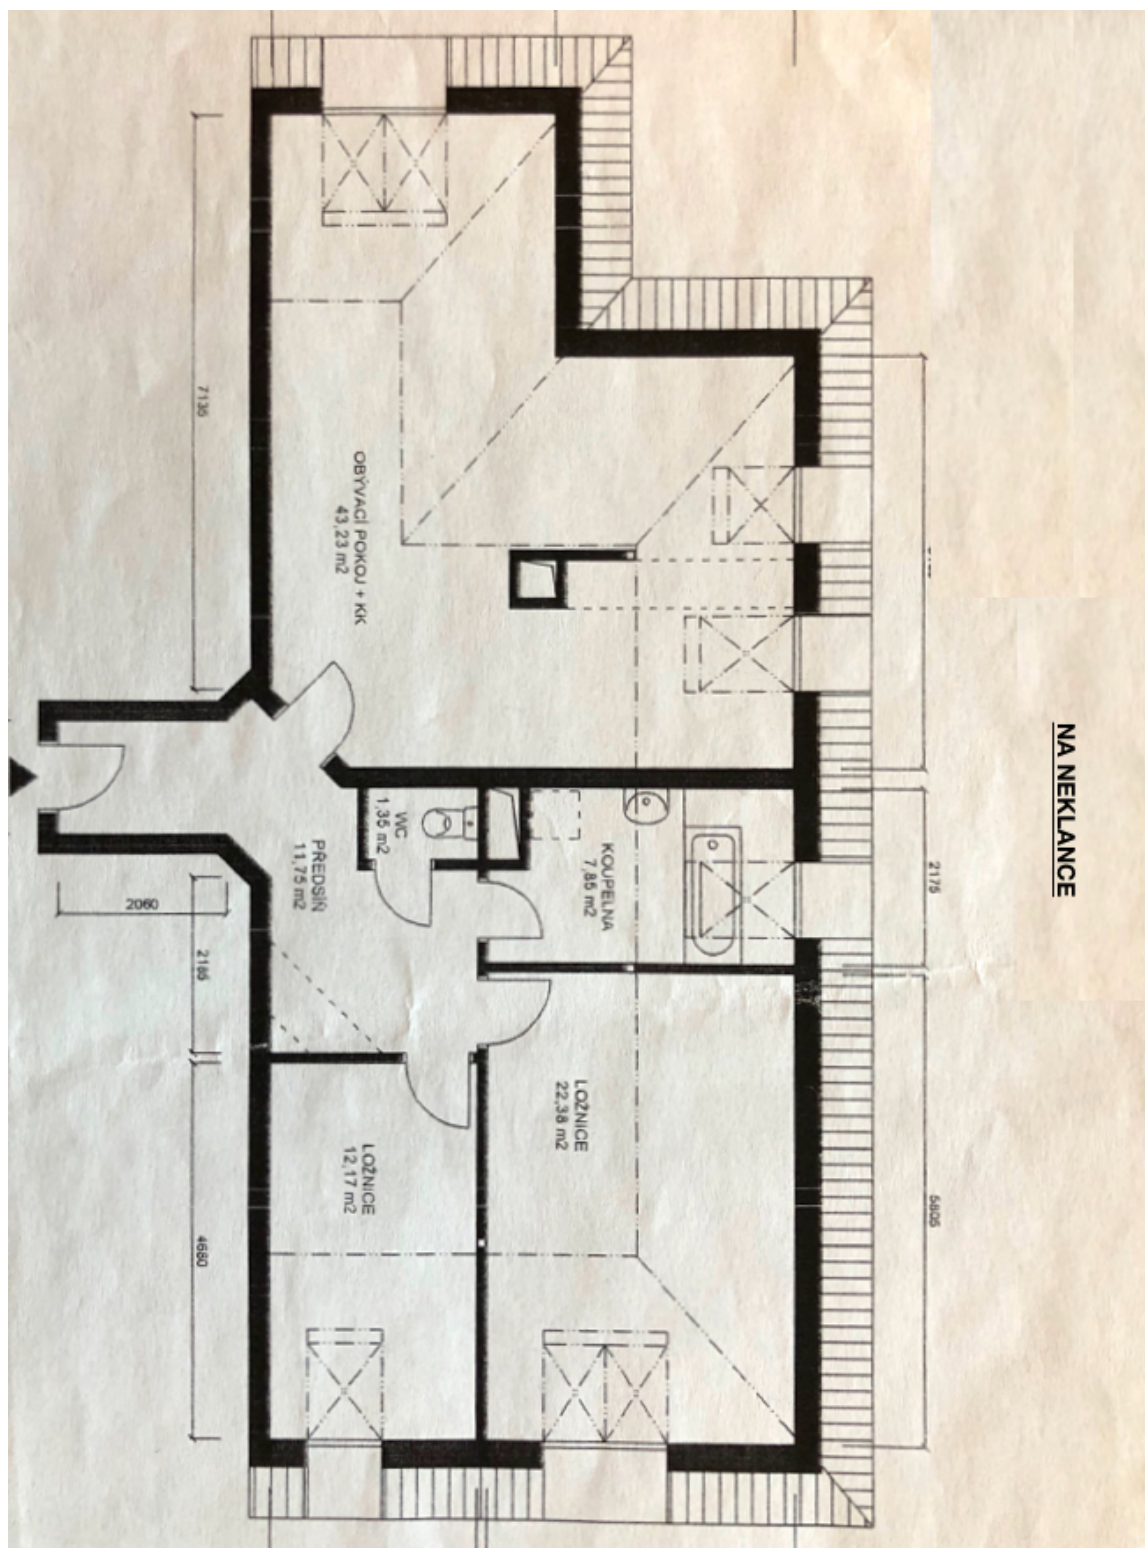 NA NEKLANCE
OBÝVACÍ POKOJ + KK
43,23 m2
7135
WC
1,35 m2
KOUPELNA
7,85 m2
PŘEDSÍŇ
11,75 m2
2175
2060
2185
LOŽNICE
22,38 m2
LOŽNICE
12,17 m2
5805
4680